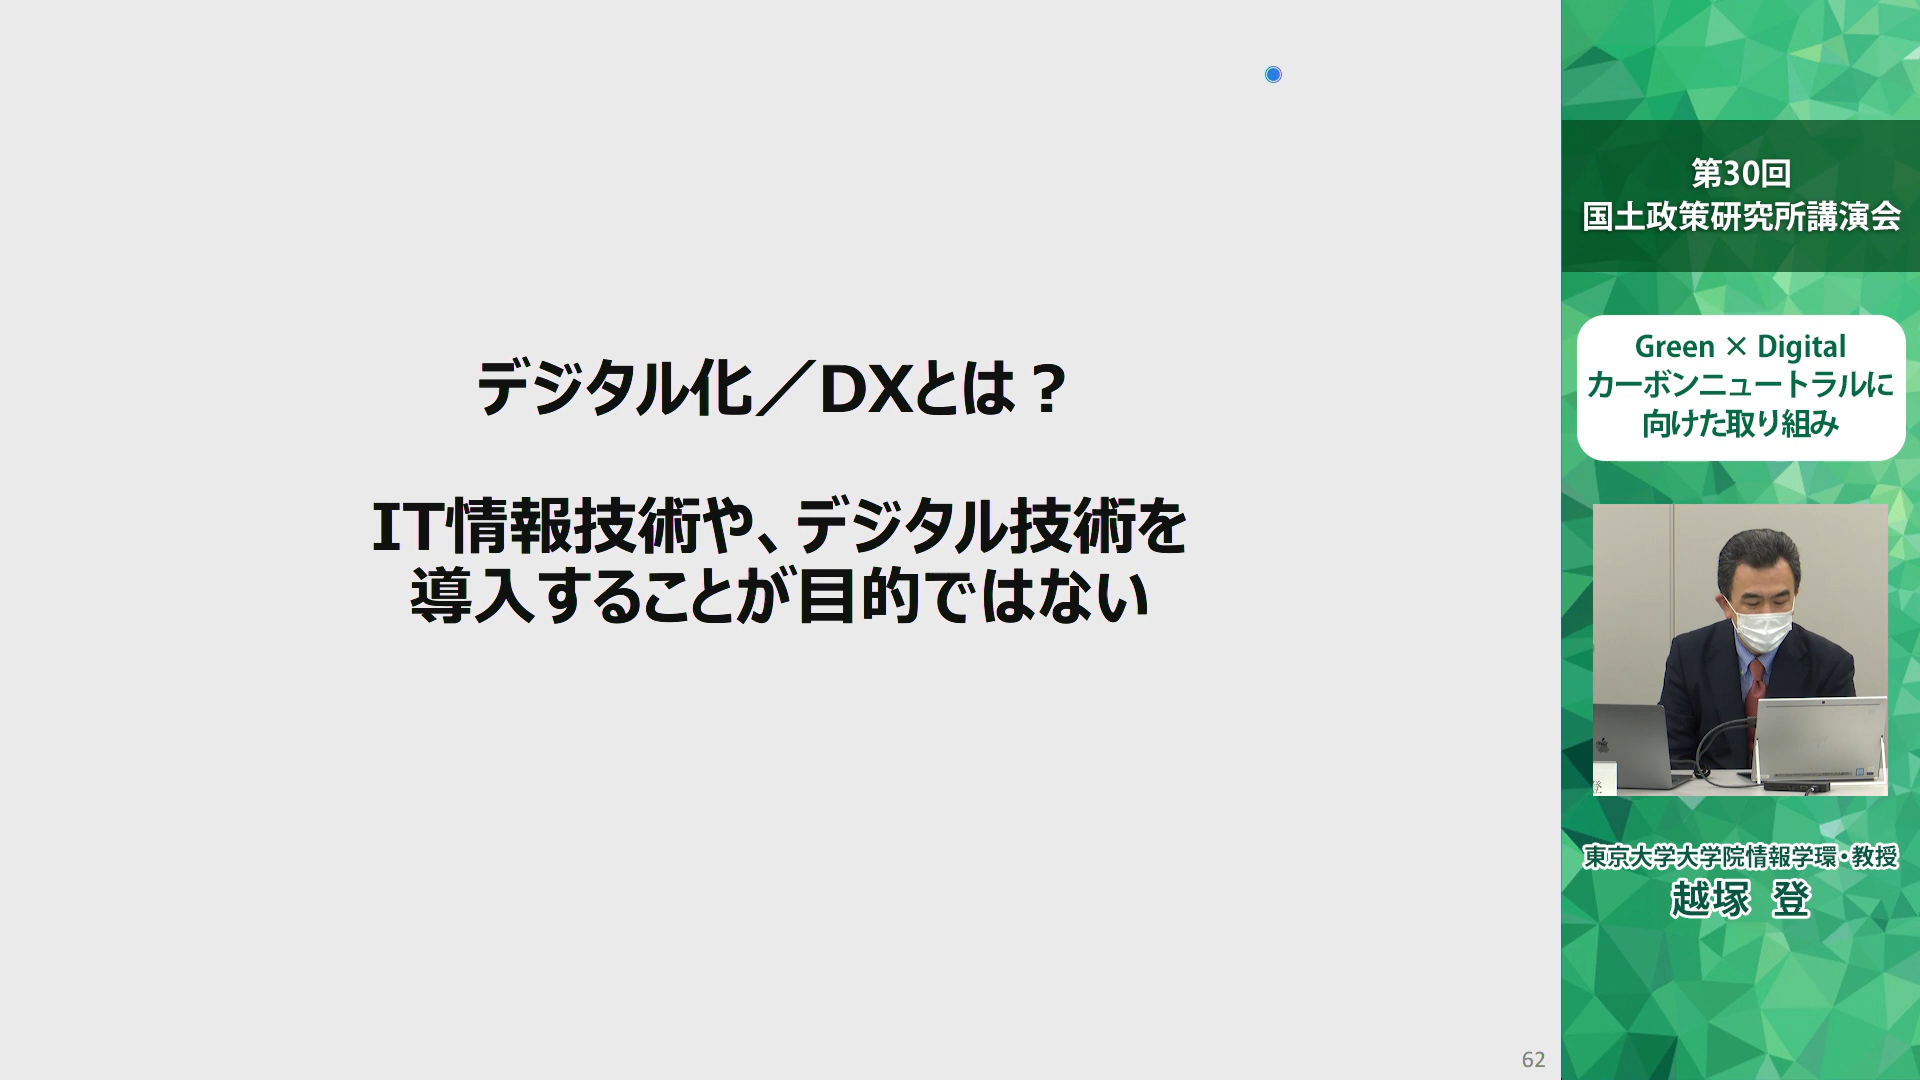 デジタル化／DXとは？
IT情報技術や、デジタル技術を
導入することが目的ではない
62
第30回
国土政策研究所講演会
Green × Digital
カーボンニュートラルに
向けた取り組み
登
東京大学大学院情報学環・教授
越塚 登